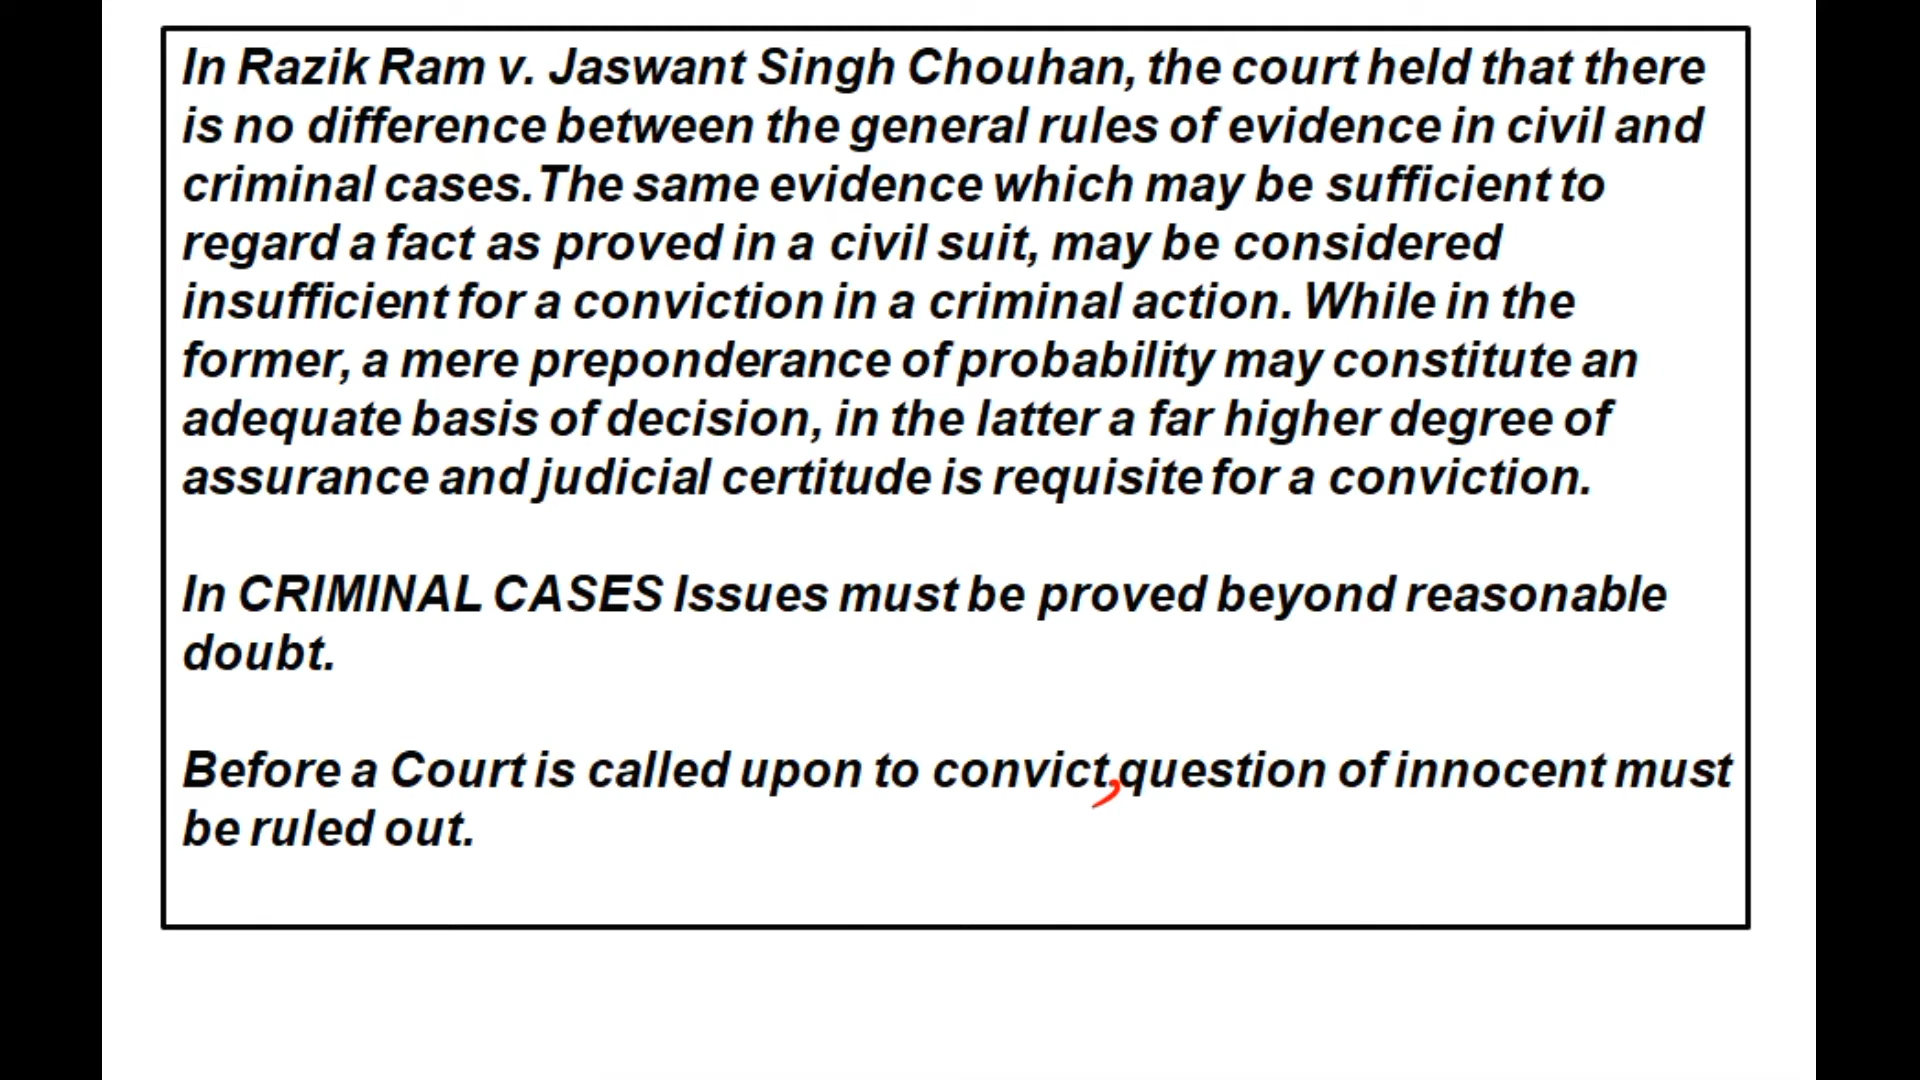 In Razik Ram v. Jaswant Singh Chouhan, the court held that there
is no difference between the general rules of evidence in civil and
criminal cases. The same evidence which may be sufficient to
regard a fact as proved in a civil suit, may be considered
insufficient for a conviction in a criminal action. While in the
former, a mere preponderance of probability may constitute an
adequate basis of decision, in the latter a far higher degree of
assurance and judicial certitude is requisite for a conviction.
In CRIMINAL CASES Issues must be proved beyond reasonable
doubt.
Before a Court is called upon to convict,question of innocent must
be ruled out.